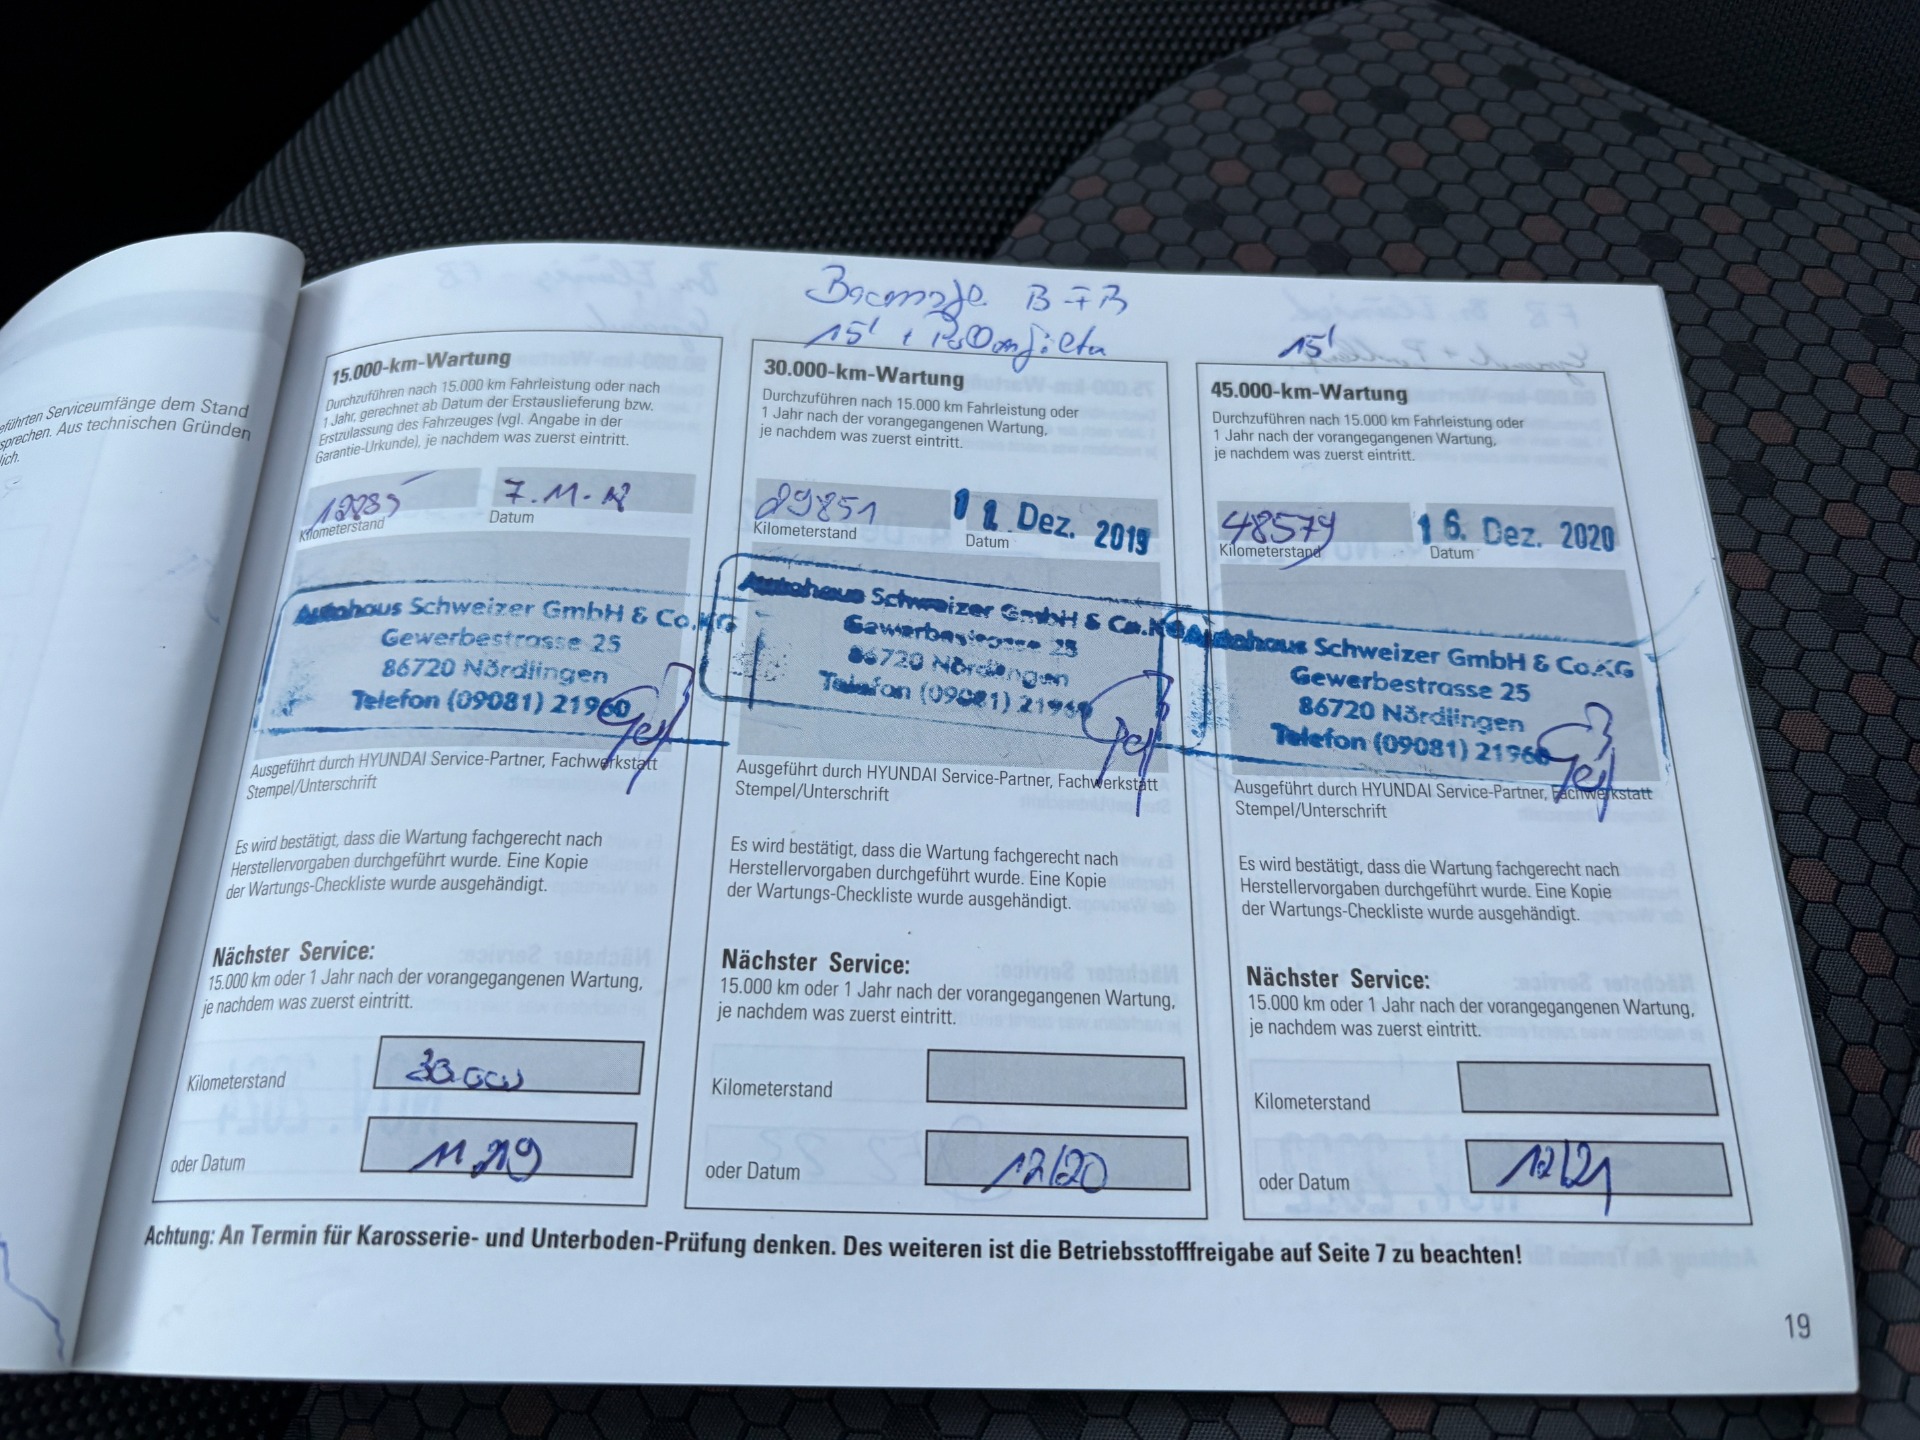 eführten Serviceumfänge dem Stand
sprechen. Aus technischen Gründen
lich.
B+B
15' + Pollenfilter
15'
15.000-km-Wartung
Durchzuführen nach 15.000 km Fahrleistung oder nach
1 Jahr, gerechnet ab Datum der Erstauslieferung bzw.
Erstzulassung des Fahrzeuges (vgl. Angabe in der
Garantie-Urkunde), je nachdem was zuerst eintritt.
Kilometerstand
7.11.18
Datum
Autohaus Schweizer GmbH & Co.KG
Gewerbestrasse 25
86720 Nördlingen
Telefon (09081) 21960
Ausgeführt durch HYUNDAI Service-Partner, Fachwerkstatt
Stempel/Unterschrift
Es wird bestätigt, dass die Wartung fachgerecht nach
Herstellervorgaben durchgeführt wurde. Eine Kopie
der Wartungs-Checkliste wurde ausgehändigt.
Nächster Service:
15.000 km oder 1 Jahr nach der vorangegangenen Wartung,
je nachdem was zuerst eintritt.
Kilometerstand
30.000
oder Datum
11.19
30.000-km-Wartung
Durchzuführen nach 15.000 km Fahrleistung oder
1 Jahr nach der vorangegangenen Wartung,
je nachdem was zuerst eintritt.
29851
Kilometerstand
Dez. 2019
Datum
Autohaus Schweizer GmbH & Co.KG
Gewerbestrasse 25
86720 Nördlingen
Telefon (09081) 21960
Ausgeführt durch HYUNDAI Service-Partner, Fachwerkstatt
Stempel/Unterschrift
Es wird bestätigt, dass die Wartung fachgerecht nach
Herstellervorgaben durchgeführt wurde. Eine Kopie
der Wartungs-Checkliste wurde ausgehändigt.
Nächster Service:
15.000 km oder 1 Jahr nach der vorangegangenen Wartung,
je nachdem was zuerst eintritt.
Kilometerstand
oder Datum
12/20
45.000-km-Wartung
Durchzuführen nach 15.000 km Fahrleistung oder
1 Jahr nach der vorangegangenen Wartung,
je nachdem was zuerst eintritt.
48579
Kilometerstand
16. Dez. 2020
Datum
Autohaus Schweizer GmbH & Co.KG
Gewerbestrasse 25
86720 Nördlingen
Telefon (09081) 21960
Ausgeführt durch HYUNDAI Service-Partner, Fachwerkstatt
Stempel/Unterschrift
Es wird bestätigt, dass die Wartung fachgerecht nach
Herstellervorgaben durchgeführt wurde. Eine Kopie
der Wartungs-Checkliste wurde ausgehändigt.
Nächster Service:
15.000 km oder 1 Jahr nach der vorangegangenen Wartung,
je nachdem was zuerst eintritt.
Kilometerstand
oder Datum
12/21
Achtung: An Termin für Karosserie- und Unterboden-Prüfung denken. Des weiteren ist die Betriebsstofffreigabe auf Seite 7 zu beachten!
19